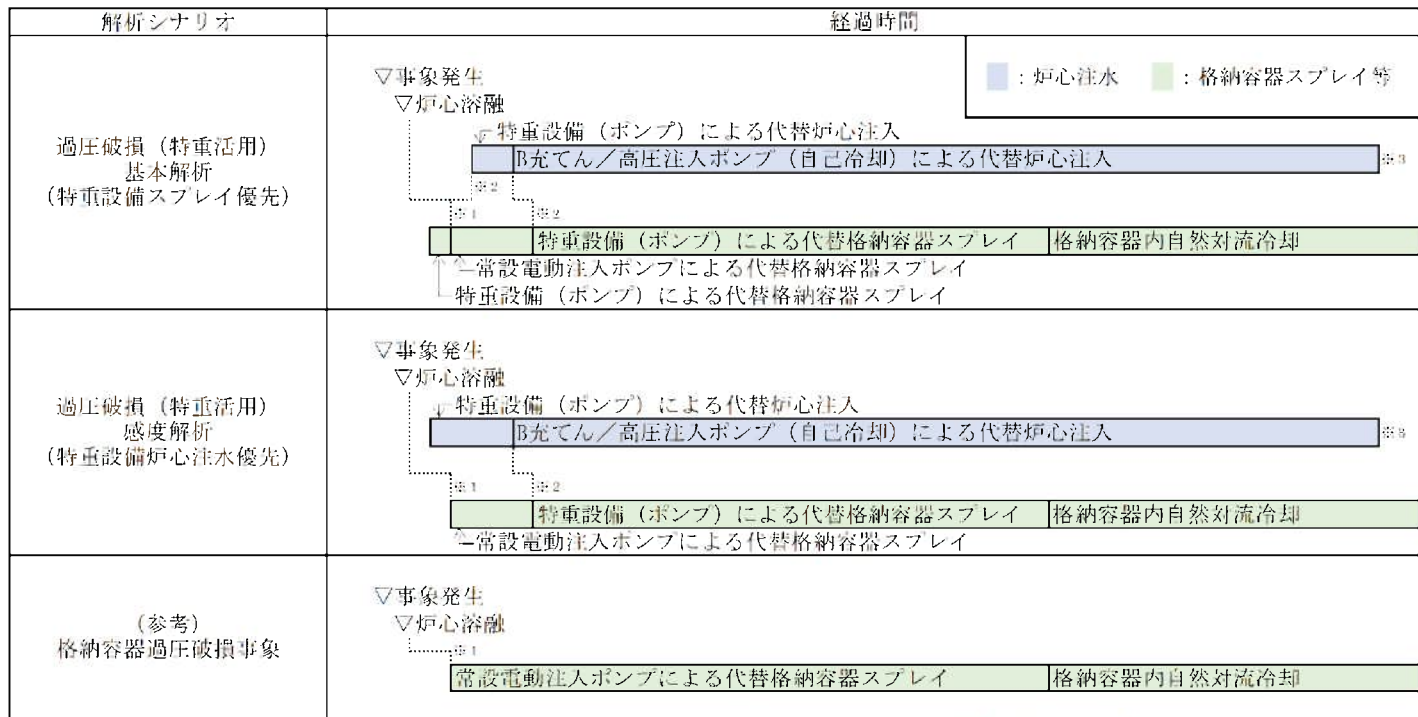 解析シナリオ
経過時間
：炉心注水
：格納容器スプレイ等
過圧破損（特重活用）
基本解析
（特重設備スプレイ優先）
▽事象発生
▽炉心溶融
特重設備（ポンプ）による代替炉心注入
B充てん／高圧注入ポンプ（自己冷却）による代替炉心注入
※3
※2
※1
※2
特重設備（ポンプ）による代替格納容器スプレイ
格納容器内自然対流冷却
常設電動注入ポンプによる代替格納容器スプレイ
特重設備（ポンプ）による代替格納容器スプレイ
過圧破損（特重活用）
感度解析
（特重設備炉心注水優先）
▽事象発生
▽炉心溶融
特重設備（ポンプ）による代替炉心注入
B充てん／高圧注入ポンプ（自己冷却）による代替炉心注入
※3
※1
※2
特重設備（ポンプ）による代替格納容器スプレイ
格納容器内自然対流冷却
常設電動注入ポンプによる代替格納容器スプレイ
（参考）
格納容器過圧破損事象
▽事象発生
▽炉心溶融
※1
常設電動注入ポンプによる代替格納容器スプレイ
格納容器内自然対流冷却